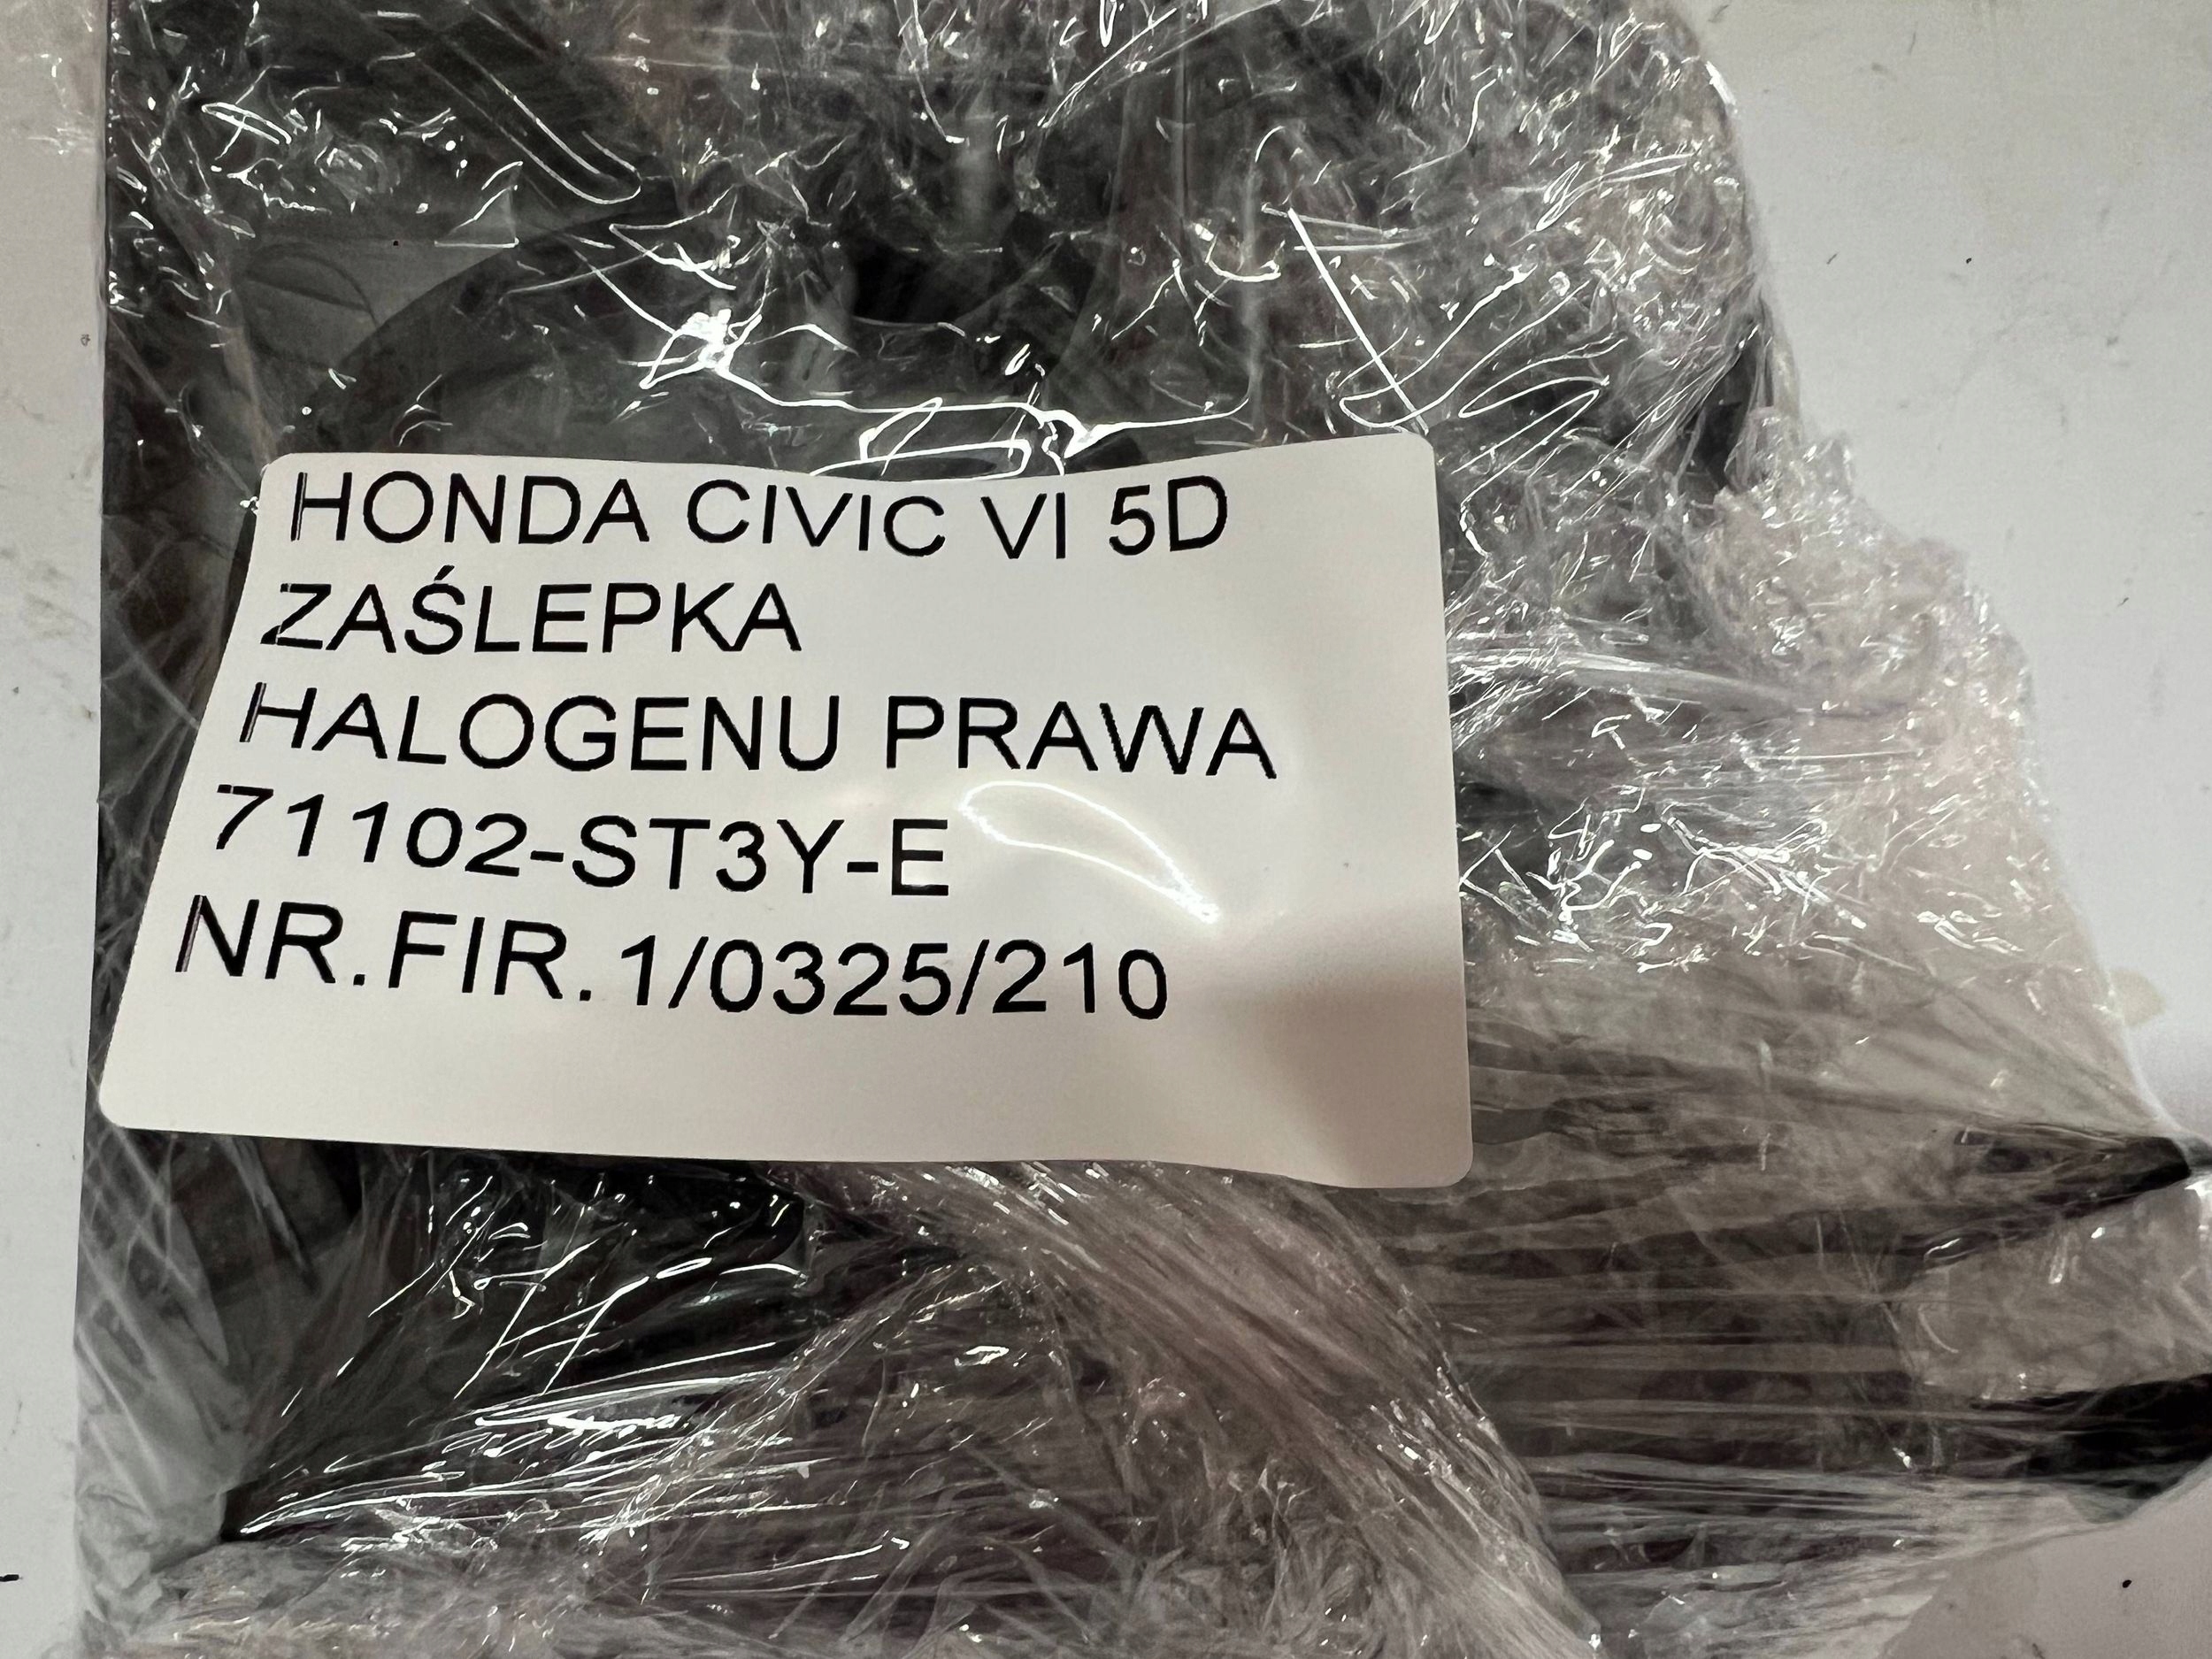 HONDA CIVIC VI 5D
ZAŚLEPKA
HALOGENU PRAWA
71102-ST3Y-E
NR.FIR.1/0325/210